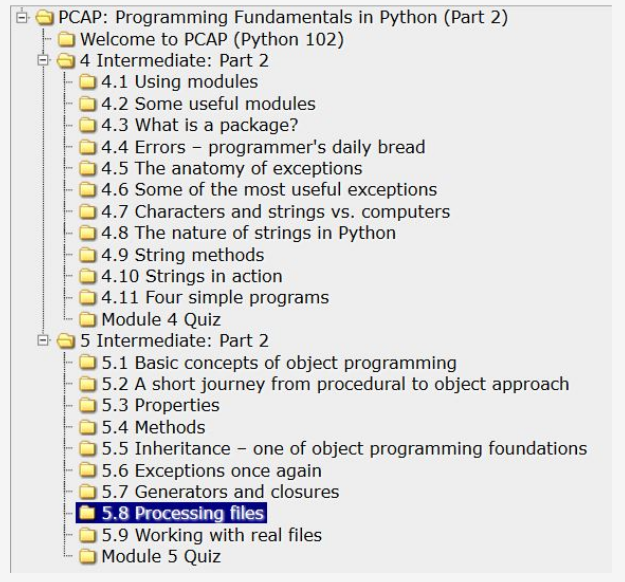 PCAP: Programming Fundamentals in Python (Part 2)
Welcome to PCAP (Python 102)
4 Intermediate: Part 2
4.1 Using modules
4.2 Some useful modules
4.3 What is a package?
4.4 Errors – programmer's daily bread
4.5 The anatomy of exceptions
4.6 Some of the most useful exceptions
4.7 Characters and strings vs. computers
4.8 The nature of strings in Python
4.9 String methods
4.10 Strings in action
4.11 Four simple programs
Module 4 Quiz
5 Intermediate: Part 2
5.1 Basic concepts of object programming
5.2 A short journey from procedural to object approach
5.3 Properties
5.4 Methods
5.5 Inheritance – one of object programming foundations
5.6 Exceptions once again
5.7 Generators and closures
5.8 Processing files
5.9 Working with real files
Module 5 Quiz